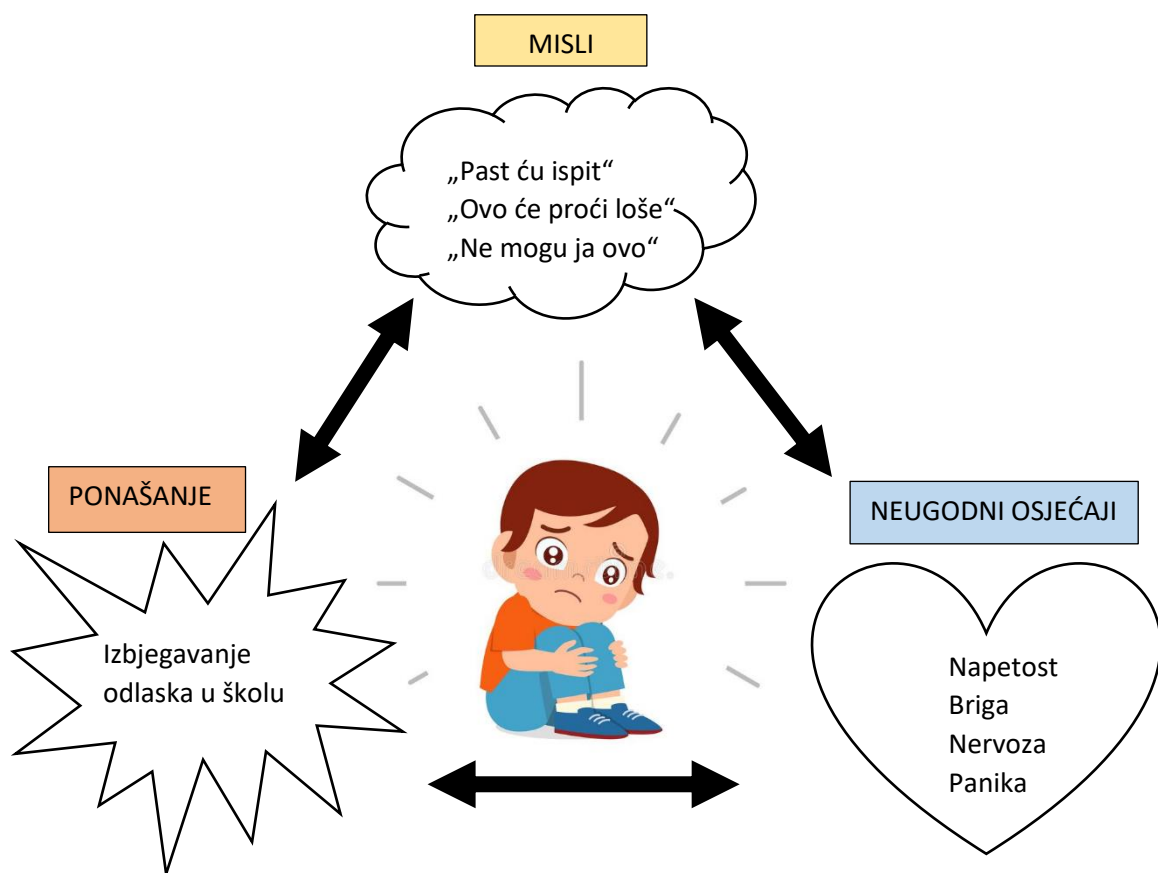 MISLI
„Past ću ispit“
„Ovo će proći loše“
„Ne mogu ja ovo“
PONAŠANJE
NEUGODNI OSJEĆAJI
Izbjegavanje
odlaska u školu
Napetost
Briga
Nervoza
Panika